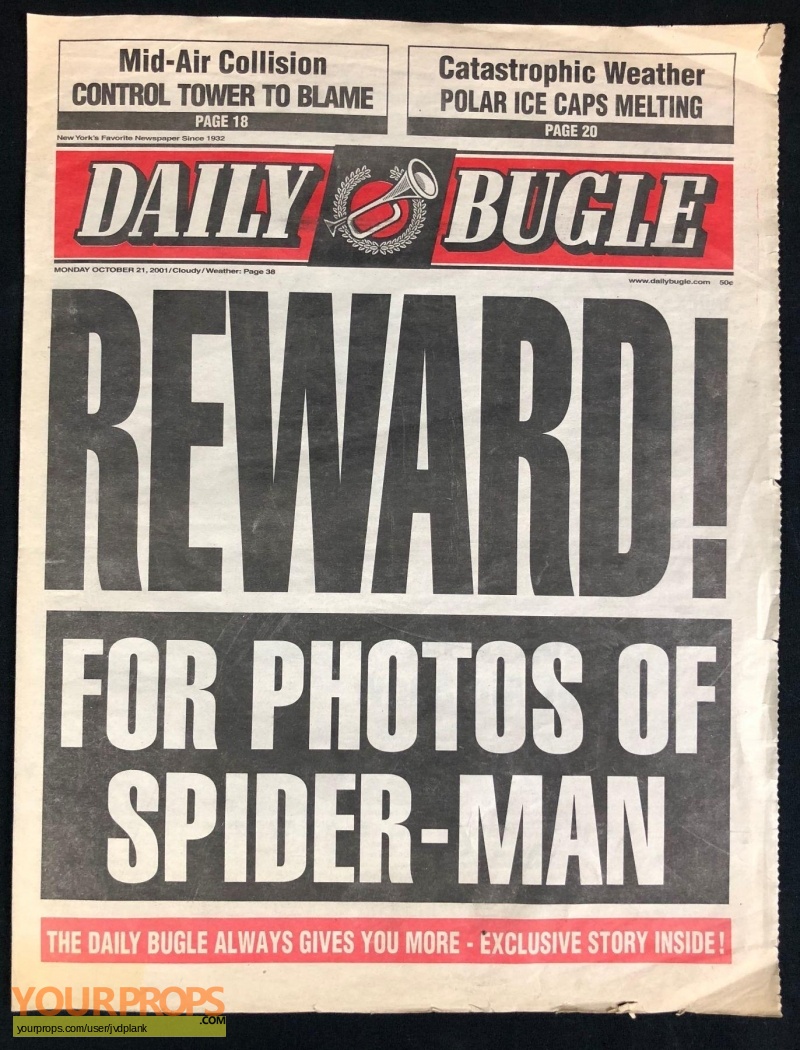 Mid-Air Collision
CONTROL TOWER TO BLAME
PAGE 18
Catastrophic Weather
POLAR ICE CAPS MELTING
PAGE 20
New York's Favorite Newspaper Since 1932
DAILY BUGLE
MONDAY OCTOBER 21, 2001/Cloudy/Weather: Page 38
www.dailybugle.com 50¢
REWARD!
FOR PHOTOS OF
SPIDER-MAN
THE DAILY BUGLE ALWAYS GIVES YOU MORE - EXCLUSIVE STORY INSIDE!
YOURPROPS
.COM
yourprops.com/user/jvdplank